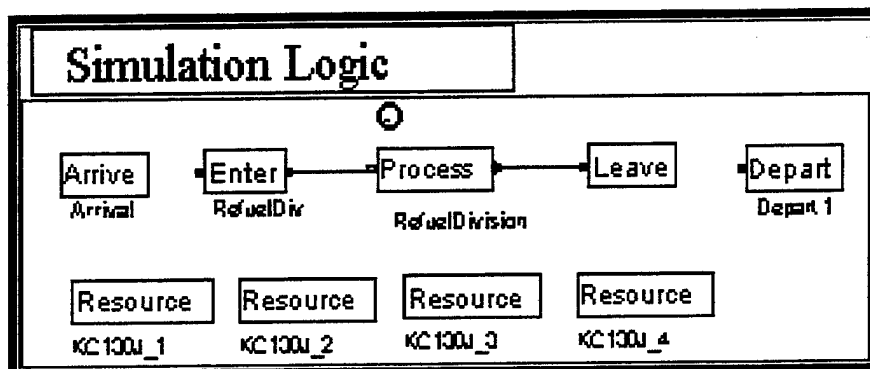 Simulation Logic
Arrive Enter Process Leave Depart
Arrival RefuelDiv RefuelDivision Depart 1
Resource Resource Resource Resource
KC130J_1 KC130J_2 KC130J_3 KC130J_4